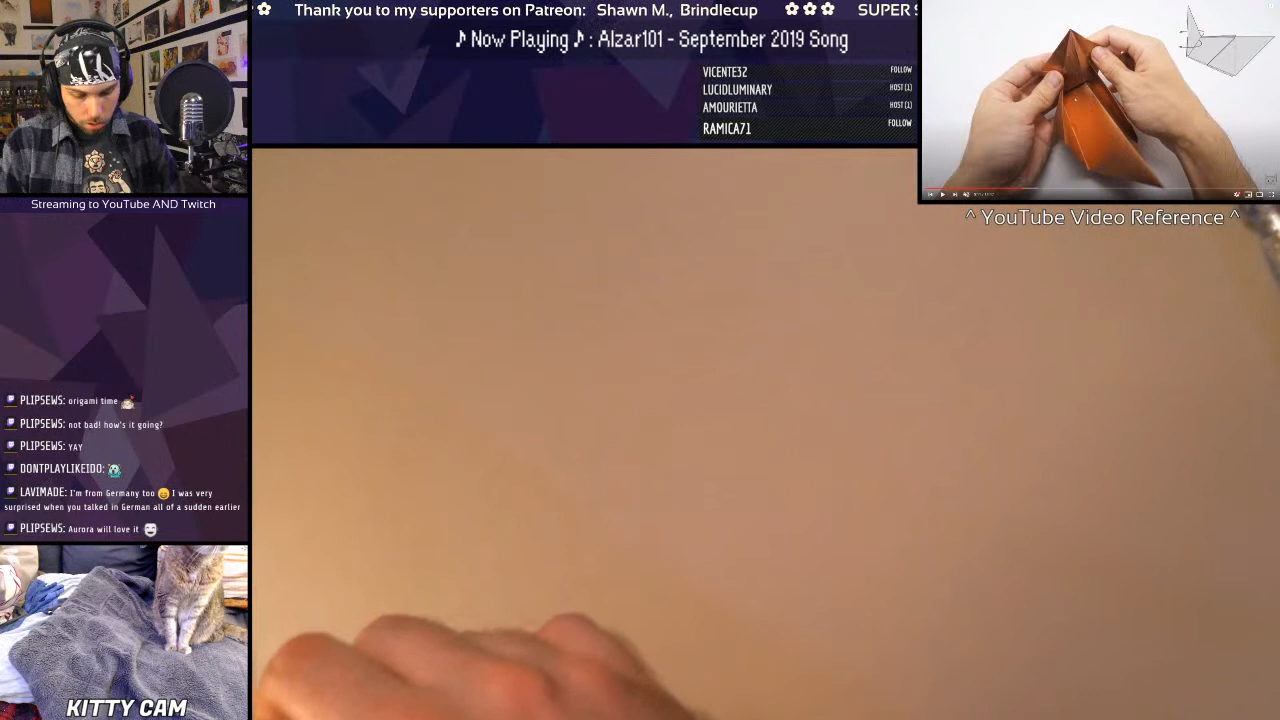 Thank you to my supporters on Patreon: Shawn M., Brindlecup ✿ ✿ ✿ SUPER S
♪ Now Playing ♪ : Alzar101 - September 2019 Song
VICENTE32 FOLLOW
LUCIDLUMINARY HOST [1]
AMOURIETTA HOST [1]
RAMICA71 FOLLOW
^ YouTube Video Reference ^
Streaming to YouTube AND Twitch
PLIPSEWS: origami time
PLIPSEWS: not bad! how's it going?
PLIPSEWS: YAY
DONTPLAYLIKEIDO:
LAVIMADE: I'm from Germany too 😄 I was very
surprised when you talked in German all of a sudden earlier
PLIPSEWS: Aurora will love it
KITTY CAM